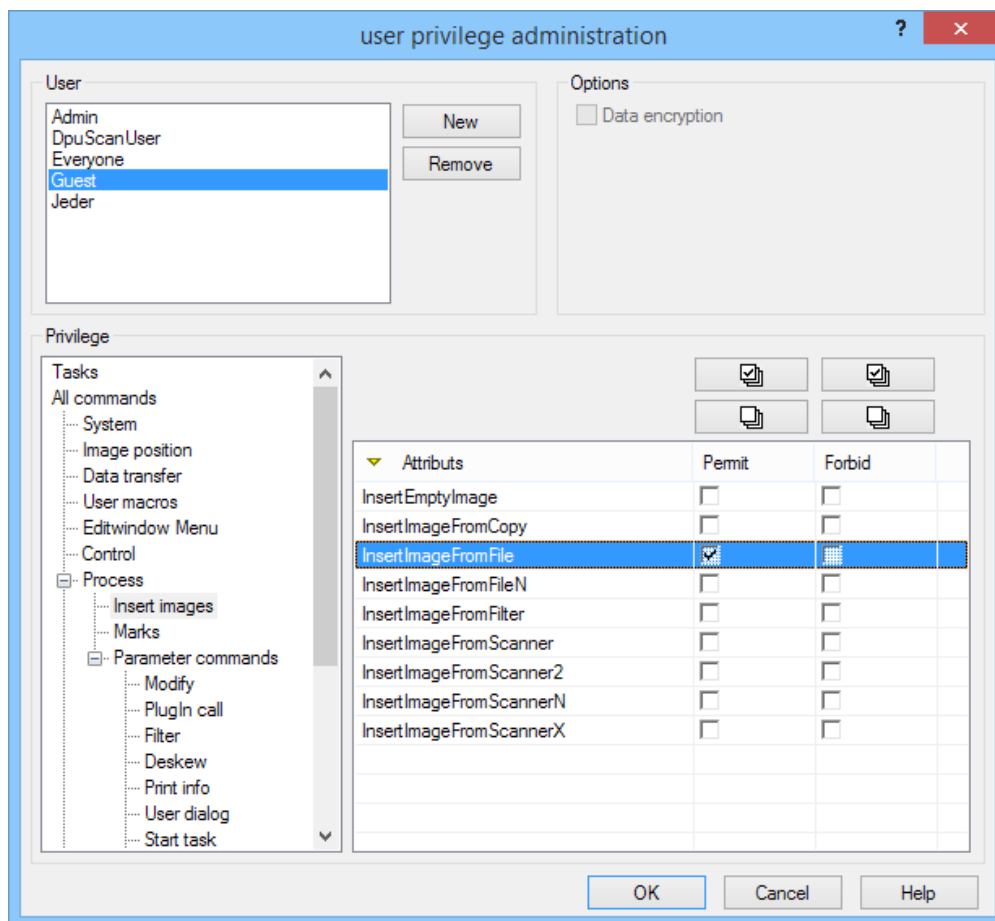 user privilege administration
?
User
Options
Admin
DpuScanUser
Everyone
Guest
Jeder
New
Remove
Data encryption
Privilege
Tasks
All commands
System
Image position
Data transfer
User macros
Editwindow Menu
Control
Process
Insert images
Marks
Parameter commands
Modify
PlugIn call
Filter
Deskew
Print info
User dialog
Start task
Attributs Permit Forbid
InsertEmptyImage
InsertImageFromCopy
InsertImageFromFile
InsertImageFromFileN
InsertImageFromFilter
InsertImageFromScanner
InsertImageFromScanner2
InsertImageFromScannerN
InsertImageFromScannerX
OK Cancel Help